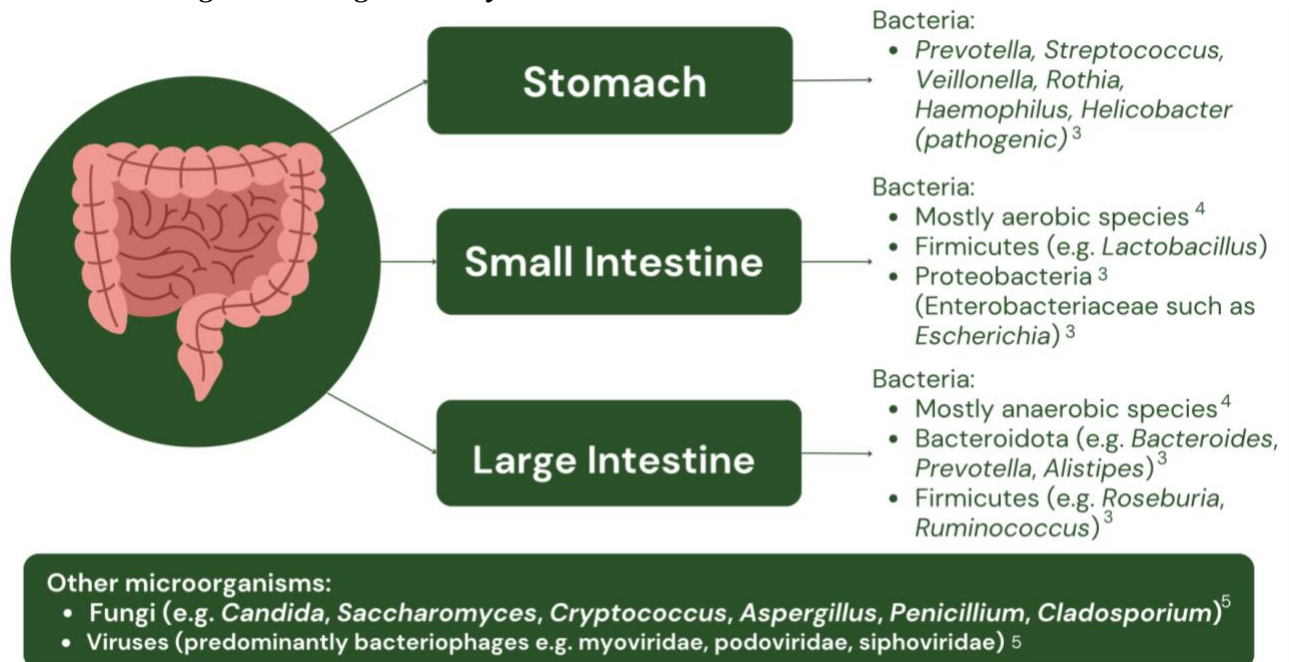 Stomach
Bacteria:
• Prevotella, Streptococcus,
Veillonella, Rothia,
Haemophilus, Helicobacter
(pathogenic) 3
Small Intestine
Bacteria:
• Mostly aerobic species 4
• Firmicutes (e.g. Lactobacillus)
• Proteobacteria 3
(Enterobacteriaceae such as
Escherichia) 3
Large Intestine
Bacteria:
• Mostly anaerobic species 4
• Bacteroidota (e.g. Bacteroides,
Prevotella, Alistipes) 3
• Firmicutes (e.g. Roseburia,
Ruminococcus) 3
Other microorganisms:
• Fungi (e.g. Candida, Saccharomyces, Cryptococcus, Aspergillus, Penicillium, Cladosporium) 5
• Viruses (predominantly bacteriophages e.g. myoviridae, podoviridae, siphoviridae) 5